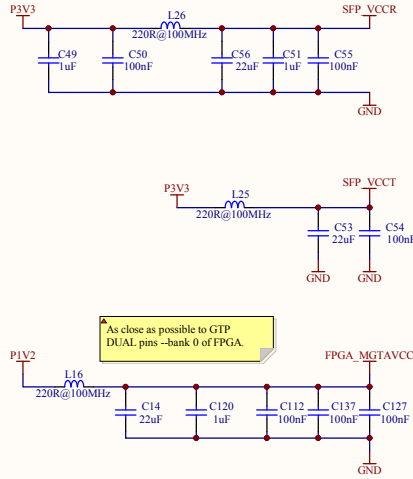 P3V3
L26
SFP_VCCR
220R@100MHz
C49
1uF
C50
100nF
C56
22uF
C51
1uF
C55
100nF
GND
P3V3
L25
SFP_VCCT
220R@100MHz
C53
22uF
C54
100nF
GND
GND
As close as possible to GTP
DUAL pins --bank 0 of FPGA.
P1V2
L16
FPGA_MGTAVCC
220R@100MHz
C14
22uF
C120
1uF
C112
100nF
C137
100nF
C127
100nF
GND